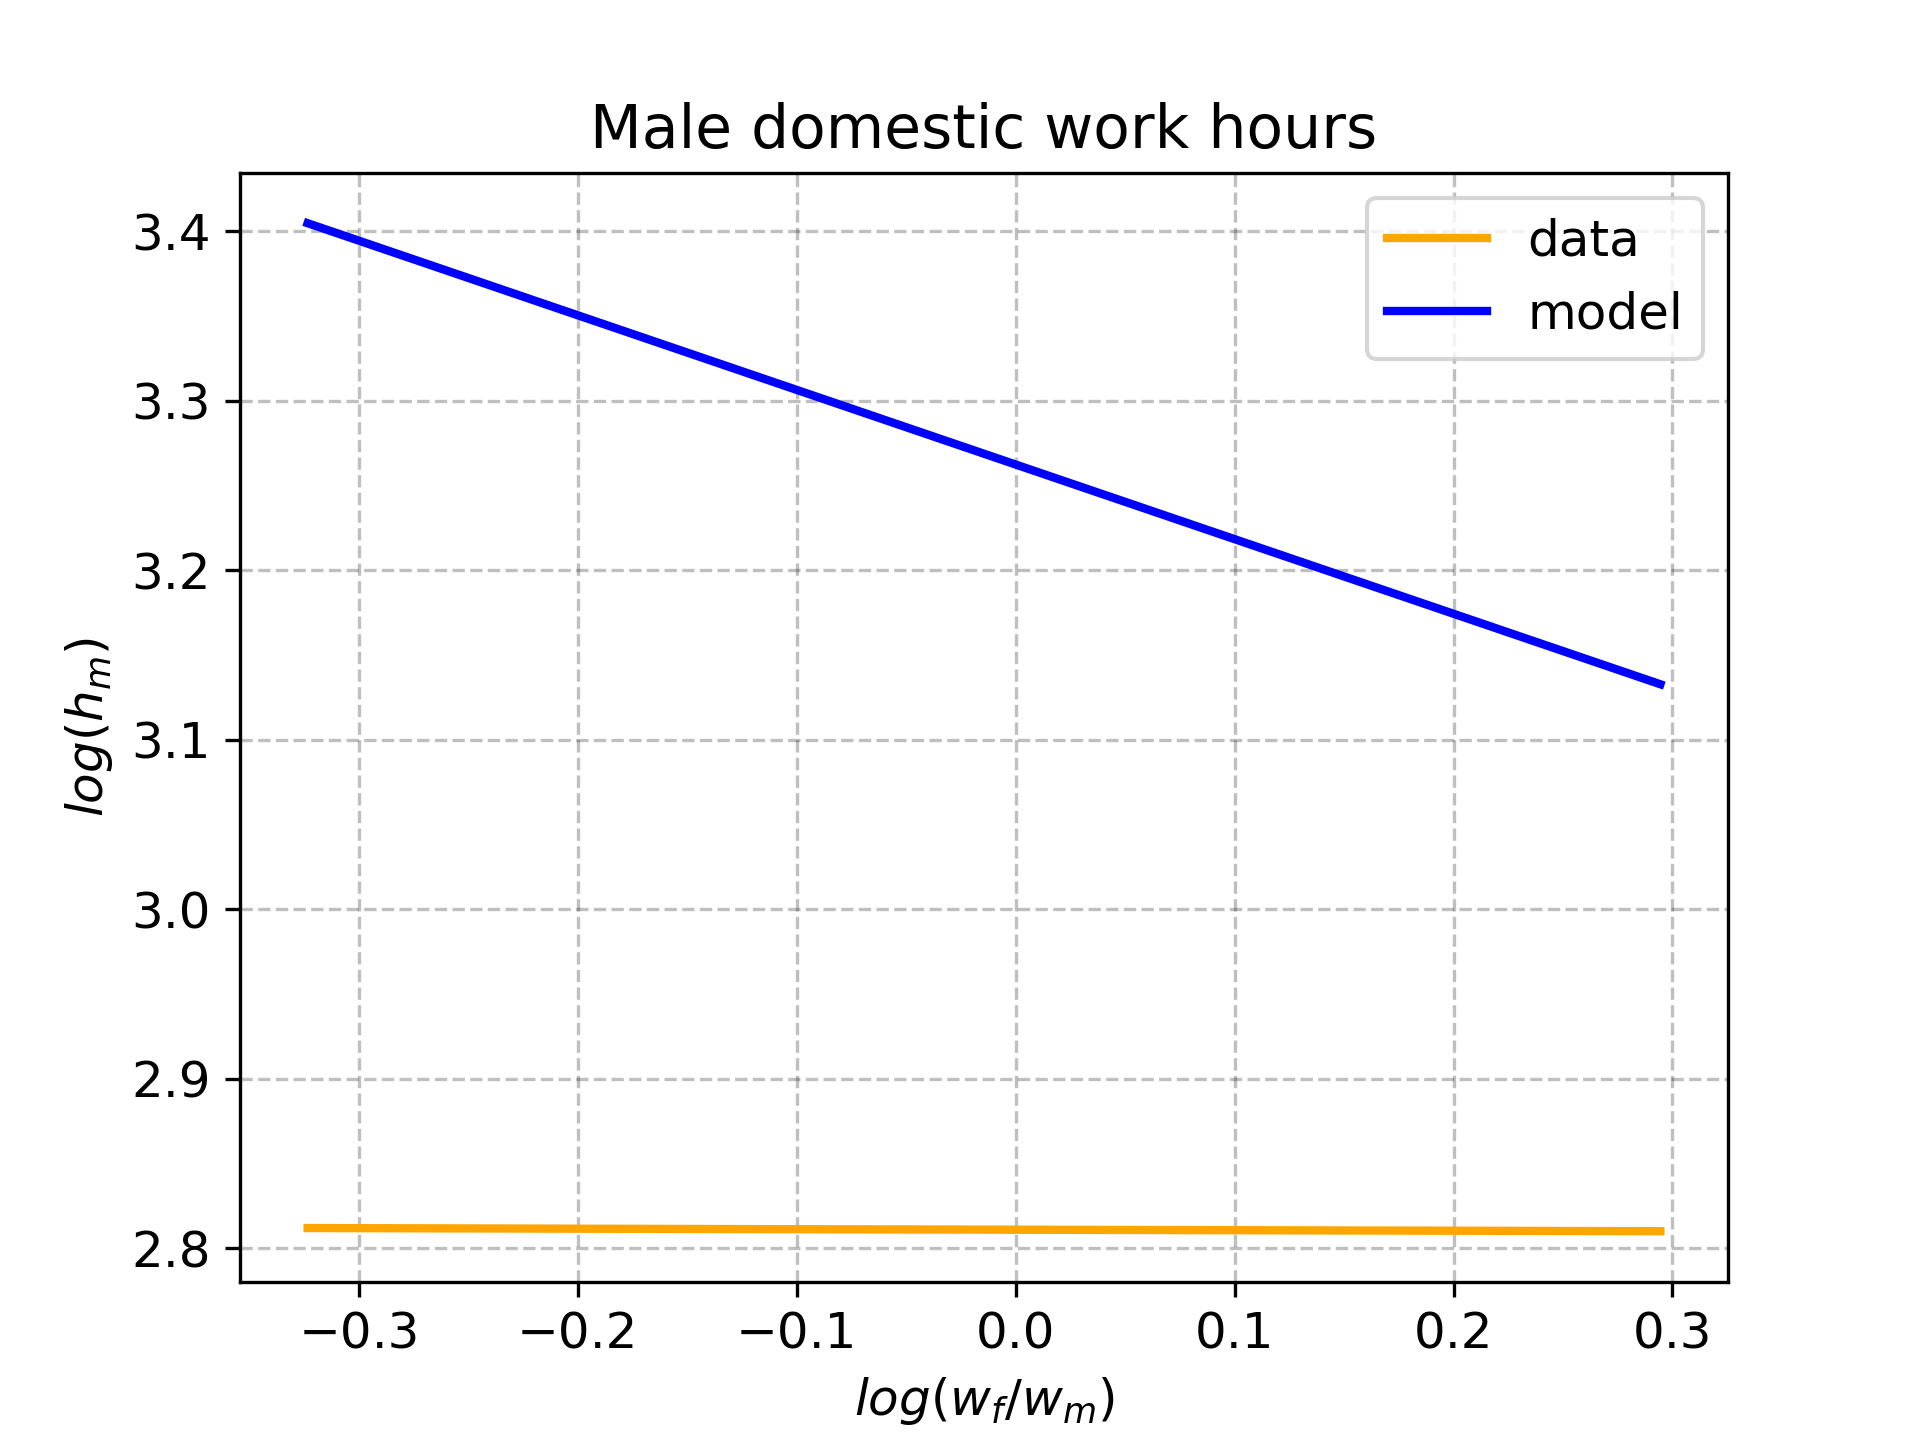 Male domestic work hours
data
model
log(h_m)
3.4
3.3
3.2
3.1
3.0
2.9
2.8
−0.3 −0.2 −0.1 0.0 0.1 0.2 0.3
log(w_f/w_m)